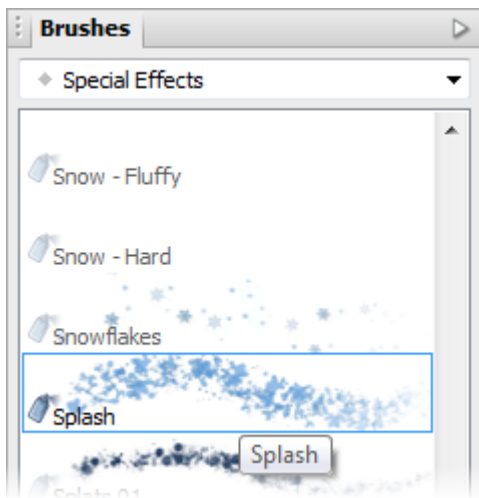 Brushes
Special Effects
Snow - Fluffy
Snow - Hard
Snowflakes
Splash
Splash